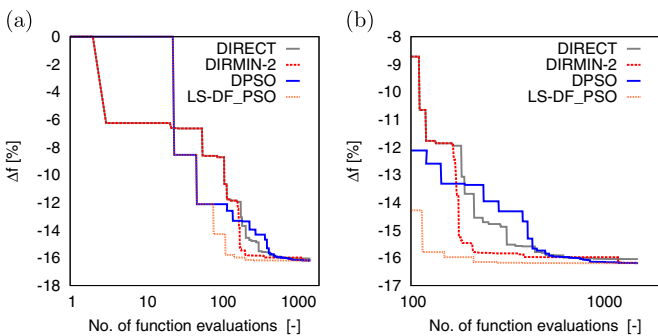 (a)
0
-2
-4
-6
-8
-10
-12
-14
-16
-18
Δf [%]
1
10
100
1000
No. of function evaluations [-]
DIRECT
DIRMIN-2
DPSO
LS-DF_PSO
(b)
-8
-9
-10
-11
-12
-13
-14
-15
-16
-17
Δf [%]
100
1000
No. of function evaluations [-]
DIRECT
DIRMIN-2
DPSO
LS-DF_PSO